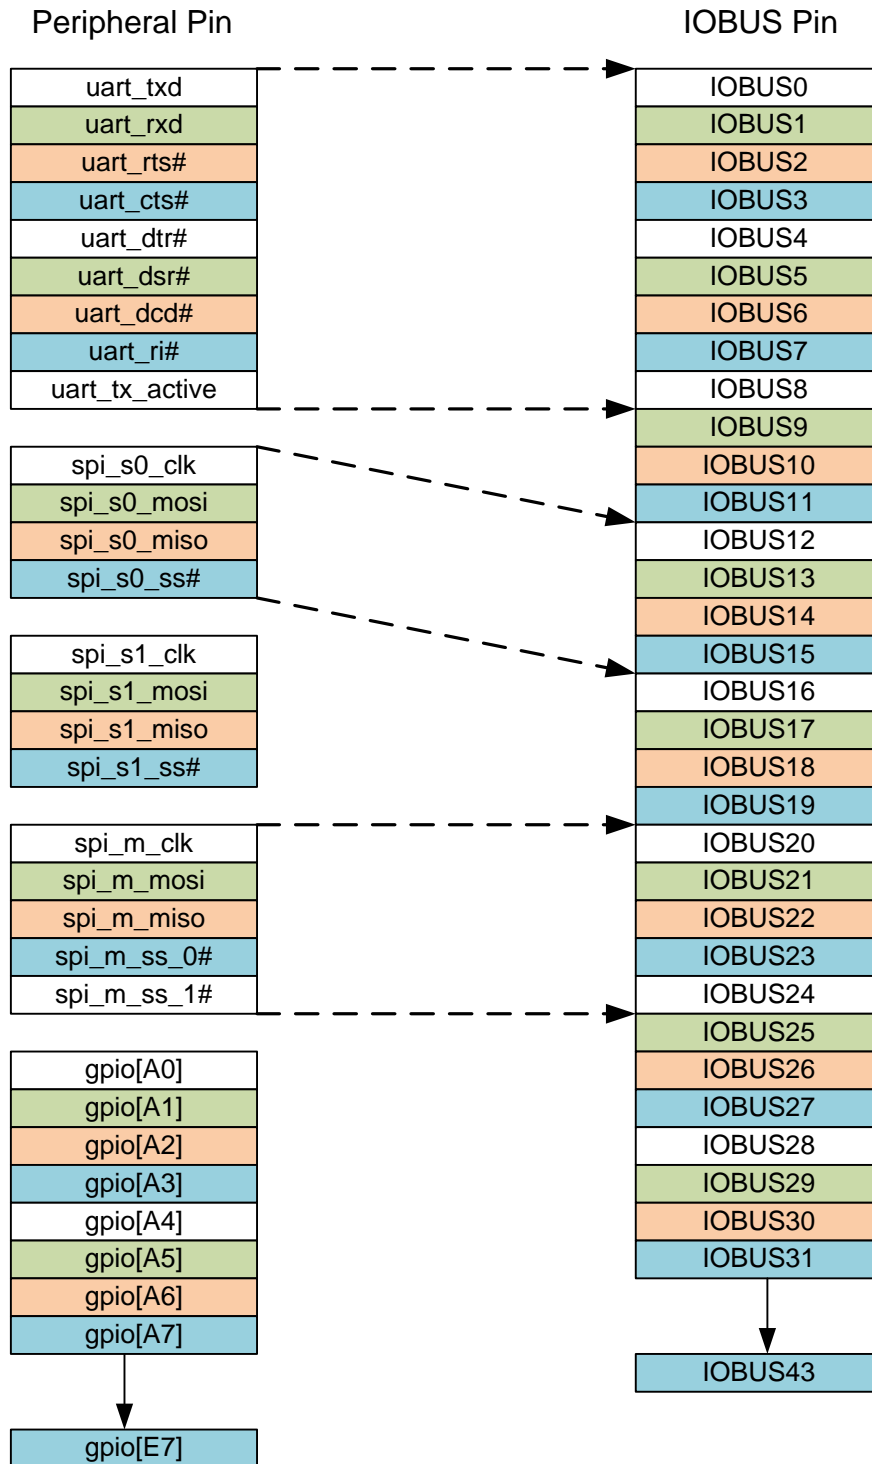 Peripheral Pin
uart_txd
uart_rxd
uart_rts#
uart_cts#
uart_dtr#
uart_dsr#
uart_dcd#
uart_ri#
uart_tx_active
spi_s0_clk
spi_s0_mosi
spi_s0_miso
spi_s0_ss#
spi_s1_clk
spi_s1_mosi
spi_s1_miso
spi_s1_ss#
spi_m_clk
spi_m_mosi
spi_m_miso
spi_m_ss_0#
spi_m_ss_1#
gpio[A0]
gpio[A1]
gpio[A2]
gpio[A3]
gpio[A4]
gpio[A5]
gpio[A6]
gpio[A7]
gpio[E7]
IOBUS Pin
IOBUS0
IOBUS1
IOBUS2
IOBUS3
IOBUS4
IOBUS5
IOBUS6
IOBUS7
IOBUS8
IOBUS9
IOBUS10
IOBUS11
IOBUS12
IOBUS13
IOBUS14
IOBUS15
IOBUS16
IOBUS17
IOBUS18
IOBUS19
IOBUS20
IOBUS21
IOBUS22
IOBUS23
IOBUS24
IOBUS25
IOBUS26
IOBUS27
IOBUS28
IOBUS29
IOBUS30
IOBUS31
IOBUS43